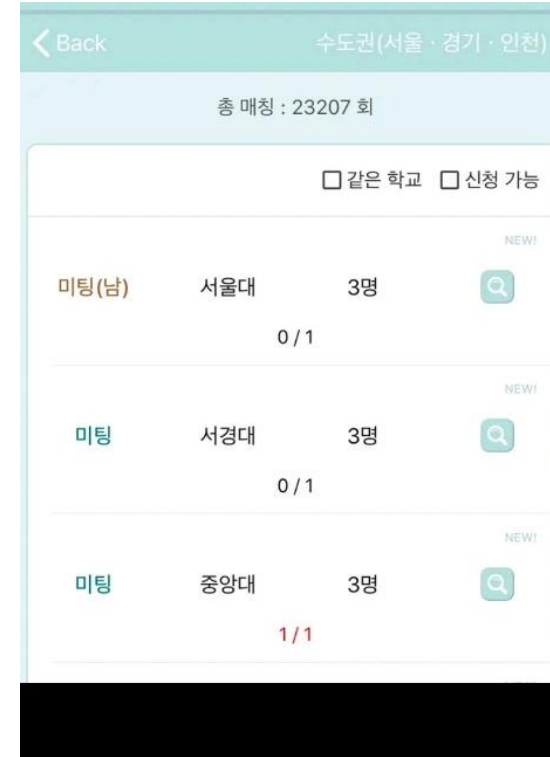 Back 수도권(서울 · 경기 · 인천)
총 매칭 : 23207 회
같은 학교 신청 가능
NEW!
미팅(남) 서울대 3명
0 / 1
NEW!
미팅 서경대 3명
0 / 1
NEW!
미팅 중앙대 3명
1 / 1